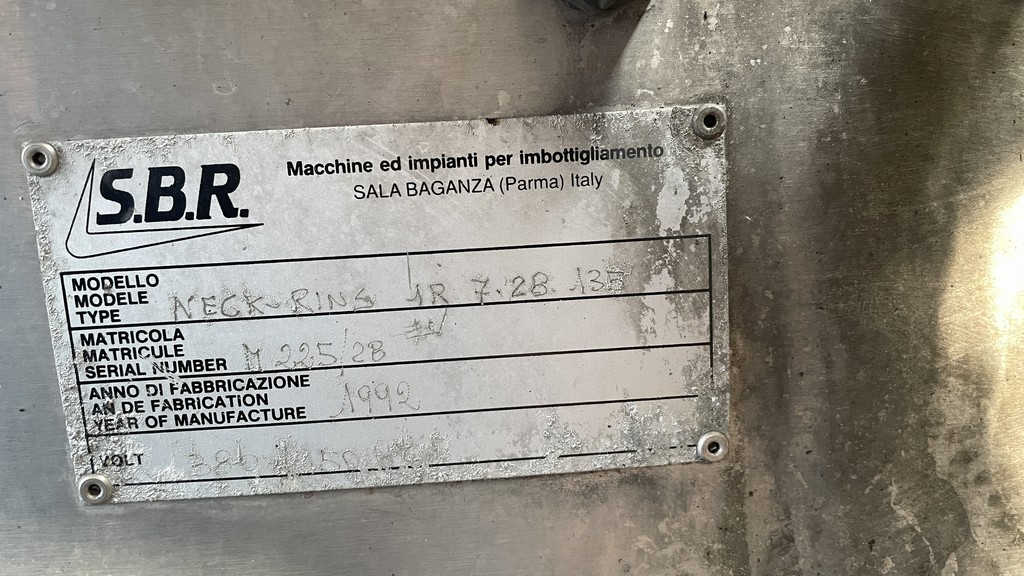 S.B.R.
Macchine ed impianti per imbottigliamento
SALA BAGANZA (Parma) Italy
MODELLO
MODELE
TYPE
NECK-RING 1R 7.28.
MATRICOLA
MATRICULE
SERIAL NUMBER
M 225/28
ANNO DI FABBRICAZIONE
AN DE FABRICATION
YEAR OF MANUFACTURE
1992
VOLT
380